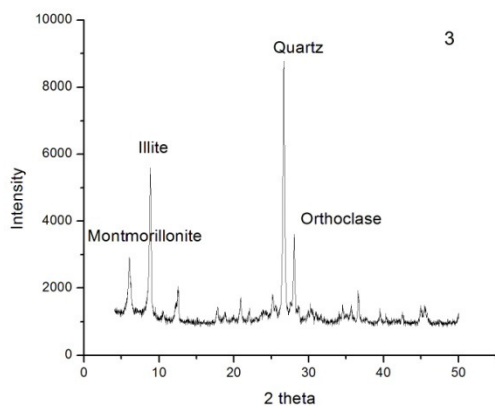 3
Quartz
Illite
Orthoclase
Montmorillonite
Intensity
10000
8000
6000
4000
2000
0
0 10 20 30 40 50
2 theta